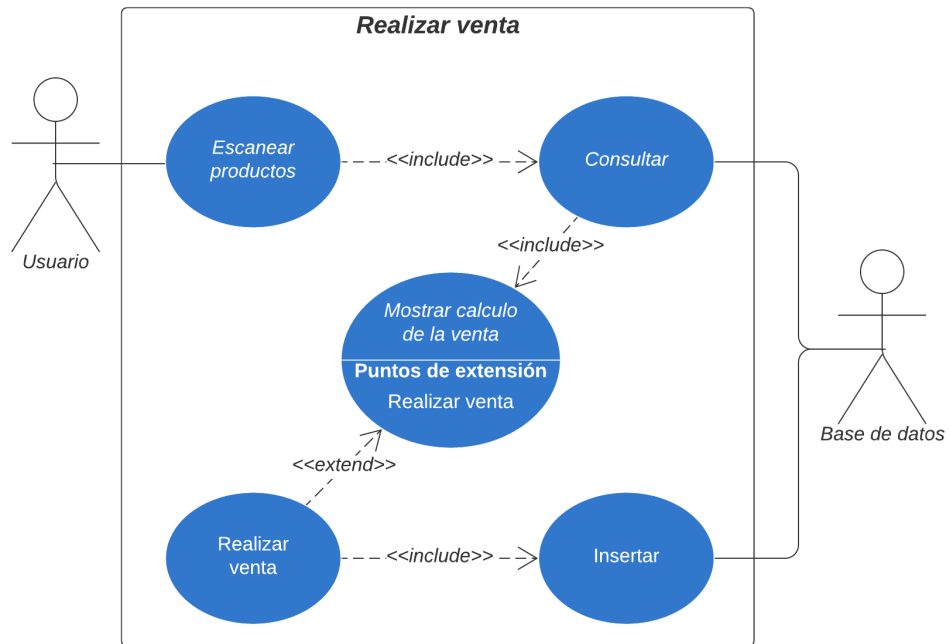 Realizar venta
Escanear
productos
<<include>>
Consultar
Usuario
<<include>>
Mostrar calculo
de la venta
Puntos de extensión
Realizar venta
Base de datos
<<extend>>
Realizar
venta
<<include>>
Insertar